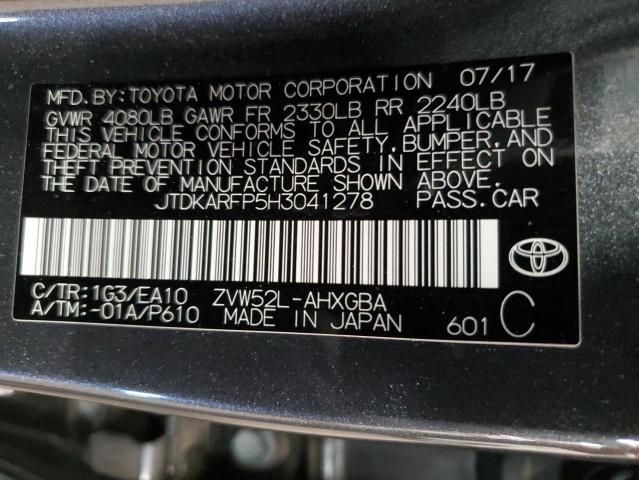 MFD. BY: TOYOTA MOTOR CORPORATION 07/17
GVWR 4080LB GAWR FR 2330LB RR 2240LB
THIS VEHICLE CONFORMS TO ALL APPLICABLE
FEDERAL MOTOR VEHICLE SAFETY, BUMPER, AND
THEFT PREVENTION STANDARDS IN EFFECT ON
THE DATE OF MANUFACTURE SHOWN ABOVE.
JTDKARFP5H3041278 PASS. CAR
C/TR: 1G3/EA10 ZVW52L-AHXGBA
A/TM: -01A/P610 MADE IN JAPAN 601 C